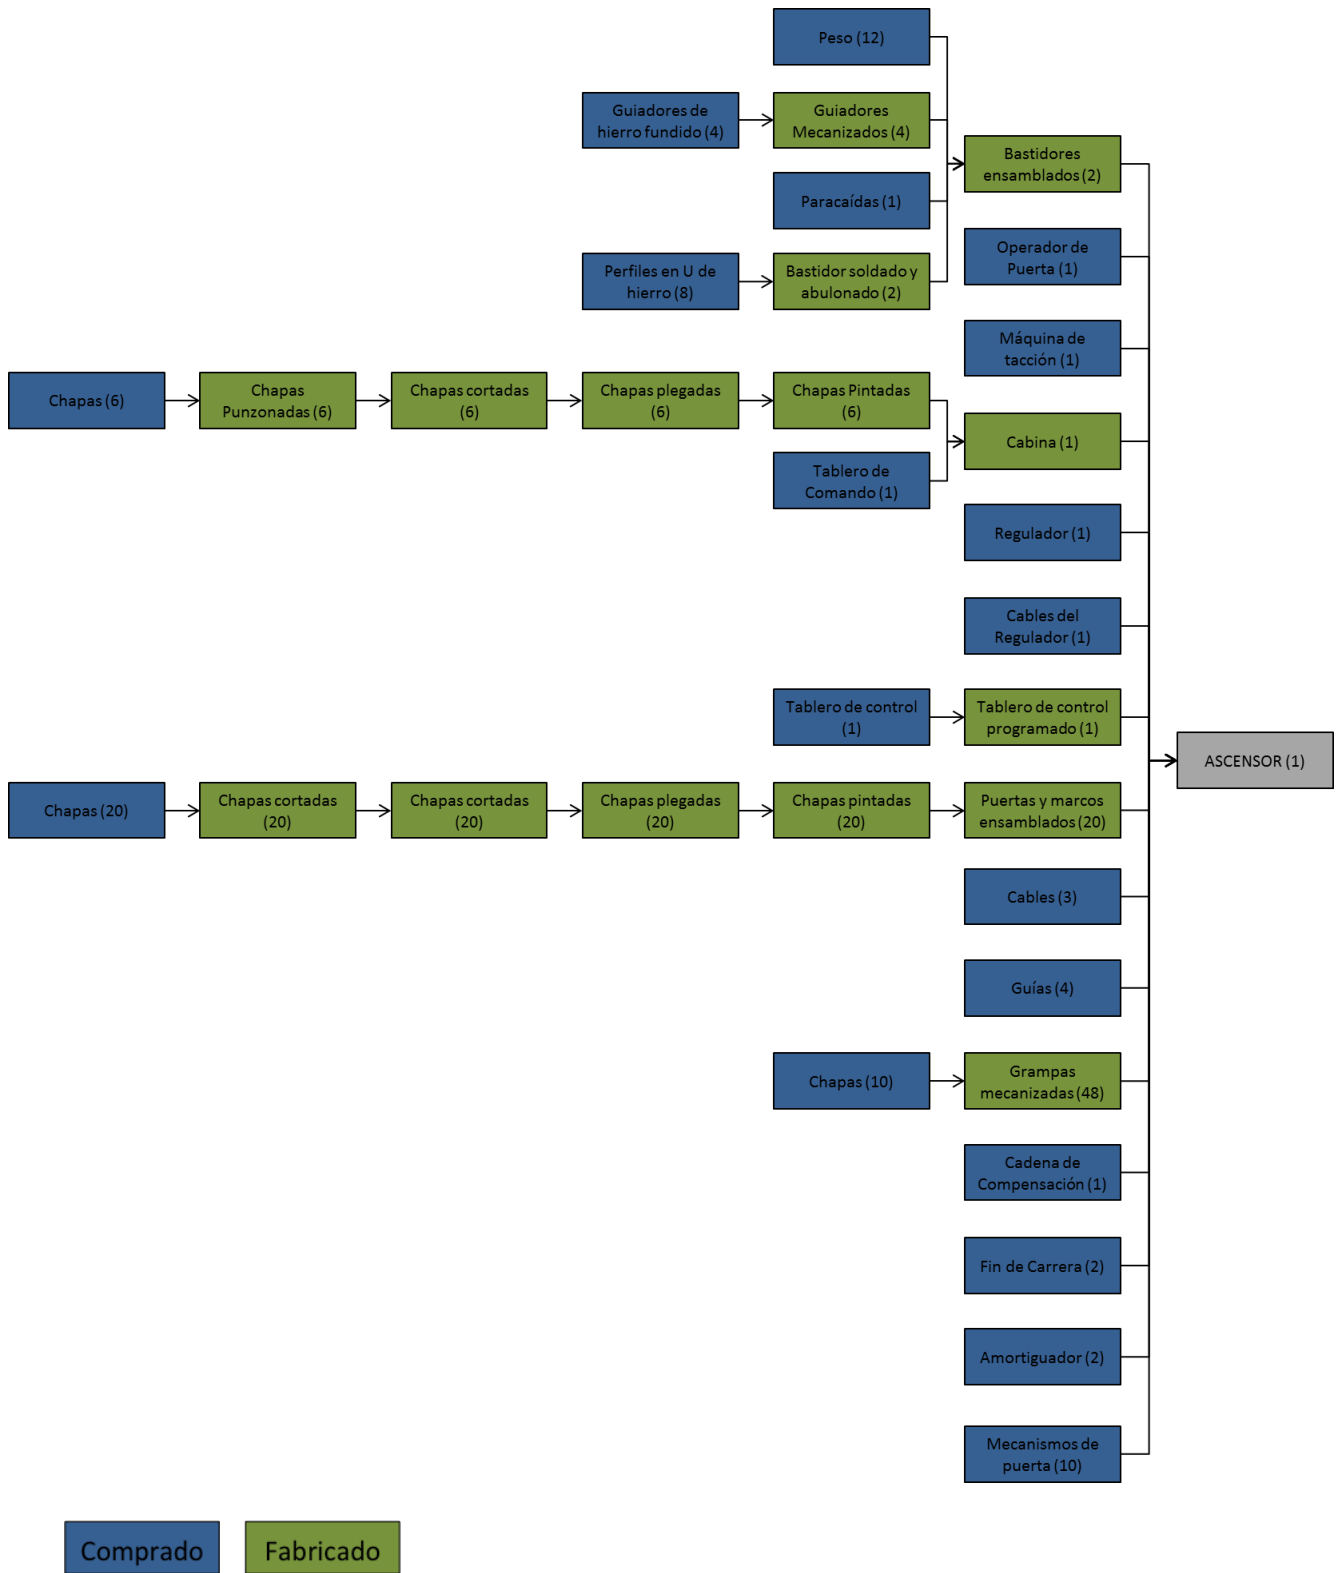 Peso (12)
Guiadores de
hierro fundido (4)
Guiadores
Mecanizados (4)
Bastidores
ensamblados (2)
Paracaídas (1)
Operador de
Puerta (1)
Perfiles en U de
hierro (8)
Bastidor soldado y
abulonado (2)
Máquina de
tacción (1)
Chapas (6)
Chapas
Punzonadas (6)
Chapas cortadas
(6)
Chapas plegadas
(6)
Chapas Pintadas
(6)
Cabina (1)
Tablero de
Comando (1)
Regulador (1)
Cables del
Regulador (1)
Tablero de control
(1)
Tablero de control
programado (1)
ASCENSOR (1)
Chapas (20)
Chapas cortadas
(20)
Chapas cortadas
(20)
Chapas plegadas
(20)
Chapas pintadas
(20)
Puertas y marcos
ensamblados (20)
Cables (3)
Guías (4)
Chapas (10)
Grampas
mecanizadas (48)
Cadena de
Compensación (1)
Fin de Carrera (2)
Amortiguador (2)
Mecanismos de
puerta (10)
Comprado
Fabricado